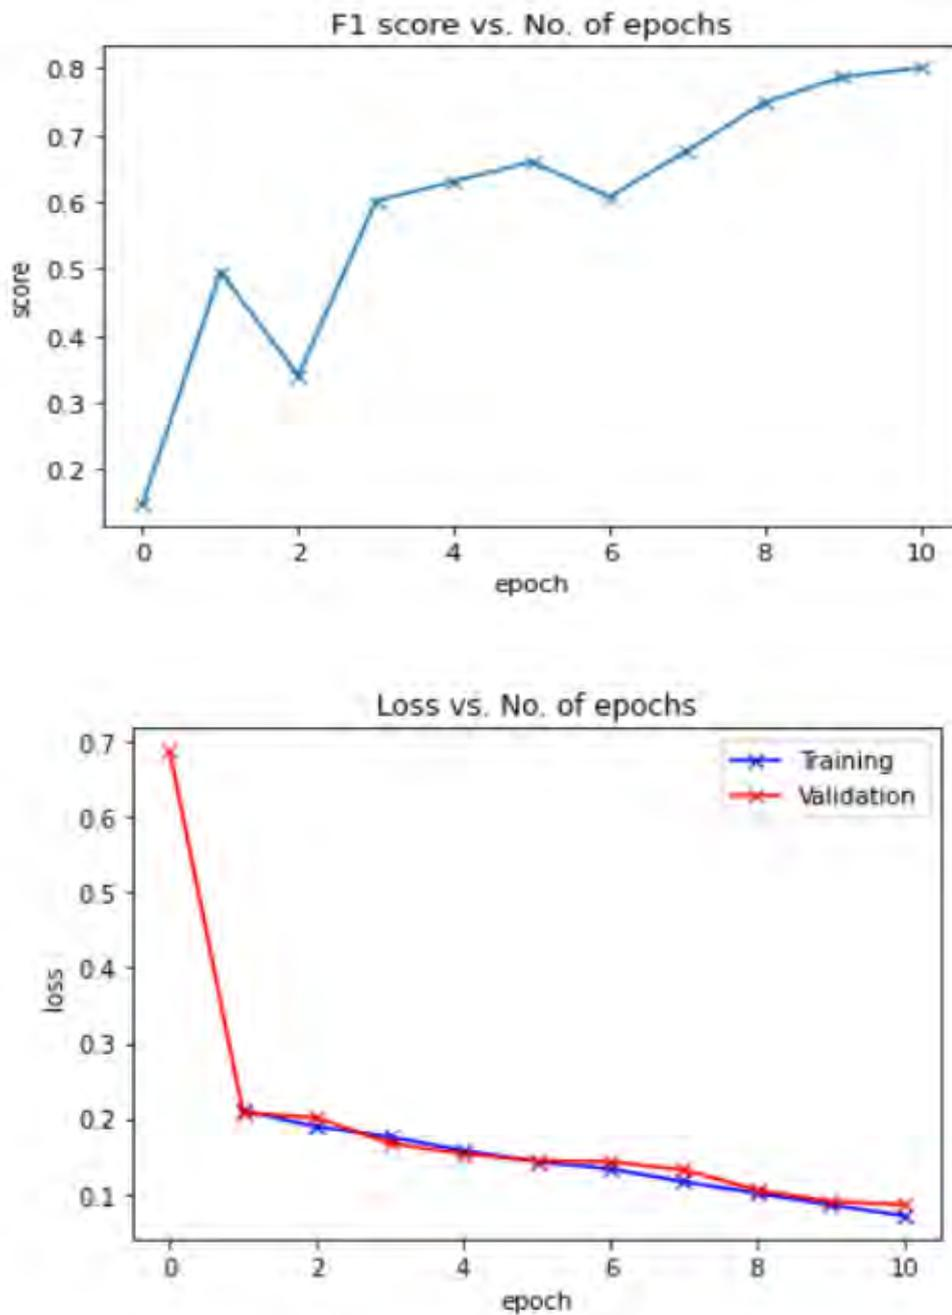 F1 score vs. No. of epochs
0.8
0.7
0.6
0.5
0.4
0.3
0.2
score
0 2 4 6 8 10
epoch
Loss vs. No. of epochs
0.7
0.6
0.5
0.4
0.3
0.2
0.1
loss
Training
Validation
0 2 4 6 8 10
epoch